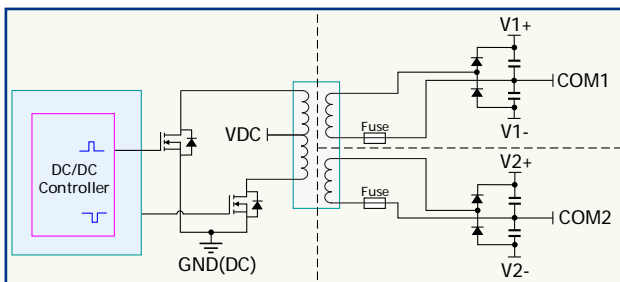 V1+
COM1
V1-
Fuse
VDC
DC/DC
Controller
GND(DC)
V2+
Fuse
COM2
V2-